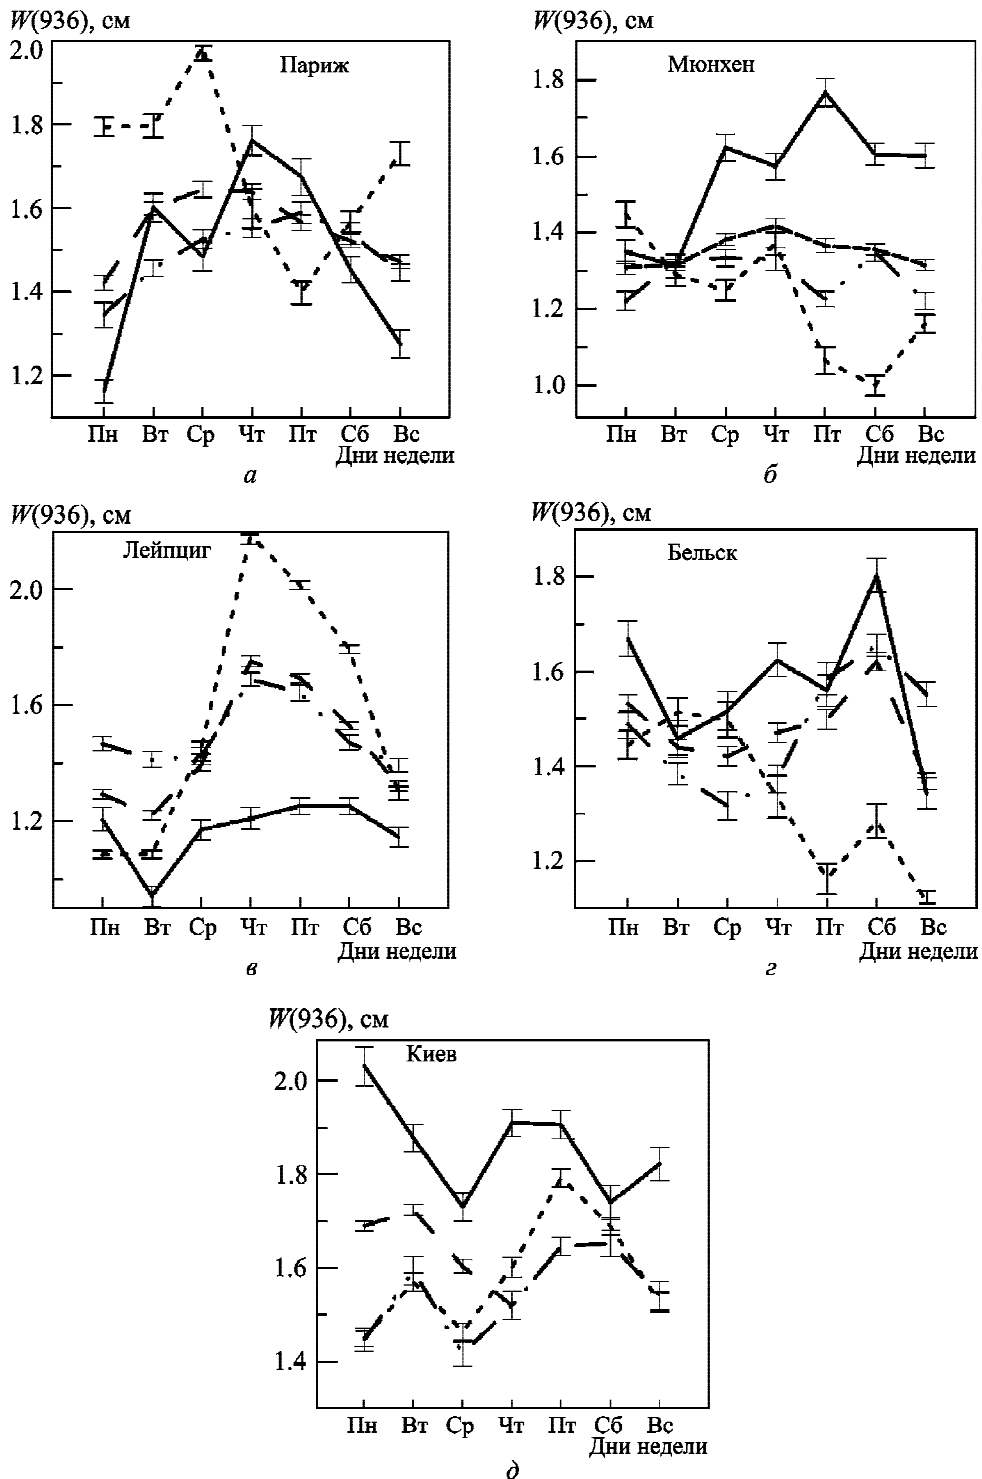 W(936), см
Париж
2.0
1.8
1.6
1.4
1.2
Пн Вт Ср Чт Пт Сб Вс
Дни недели
а
W(936), см
Мюнхен
1.8
1.6
1.4
1.2
1.0
Пн Вт Ср Чт Пт Сб Вс
Дни недели
б
W(936), см
Лейпциг
2.0
1.6
1.2
Пн Вт Ср Чт Пт Сб Вс
Дни недели
в
W(936), см
Бельск
1.8
1.6
1.4
1.2
Пн Вт Ср Чт Пт Сб Вс
Дни недели
г
W(936), см
Киев
2.0
1.8
1.6
1.4
Пн Вт Ср Чт Пт Сб Вс
Дни недели
д